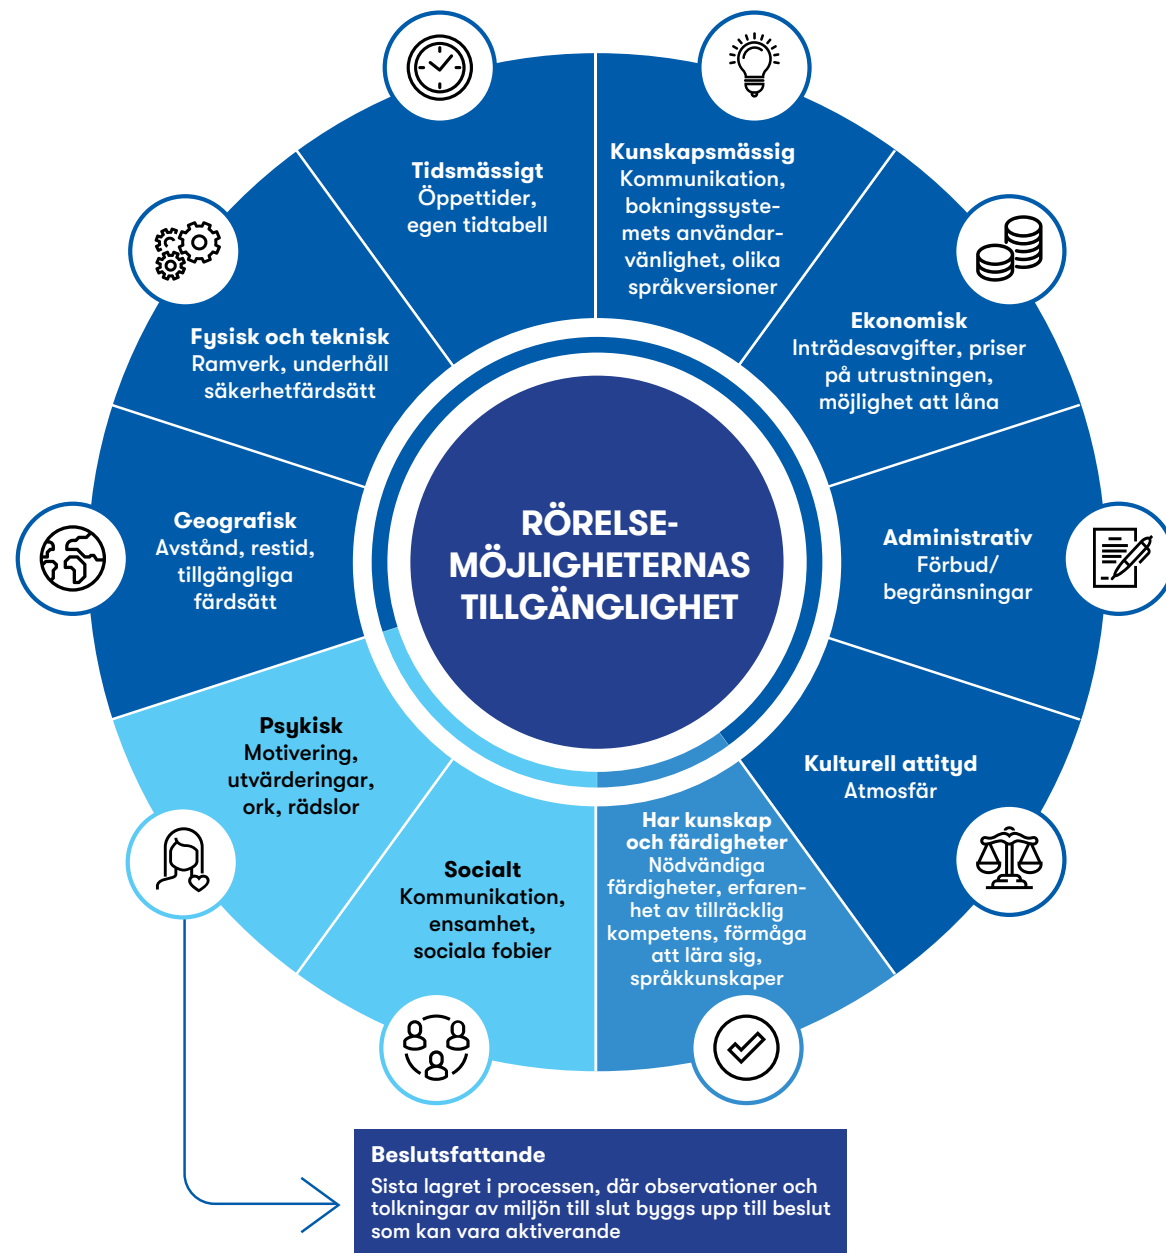 Tidsmässigt
Öppettider,
egen tidtabell
Kunskapsmässig
Kommunikation,
bokningssyste-
mets användar-
vänlighet, olika
språkversioner
Ekonomisk
Inträdesavgifter, priser
på utrustningen,
möjlighet att låna
Administrativ
Förbud/
begränsningar
Kulturell attityd
Atmosfär
Har kunskap
och färdigheter
Nödvändiga
färdigheter, erfaren-
het av tillräcklig
kompetens, förmåga
att lära sig,
språkkunskaper
Socialt
Kommunikation,
ensamhet,
sociala fobier
Psykisk
Motivering,
utvärderingar,
ork, rädslor
Geografisk
Avstånd, restid,
tillgängliga
färdsätt
Fysisk och teknisk
Ramverk, underhåll
säkerhetfärdsätt
RÖRELSE-
MÖJLIGHETERNAS
TILLGÄNGLIGHET
Beslutsfattande
Sista lagret i processen, där observationer och
tolkningar av miljön till slut byggs upp till beslut
som kan vara aktiverande